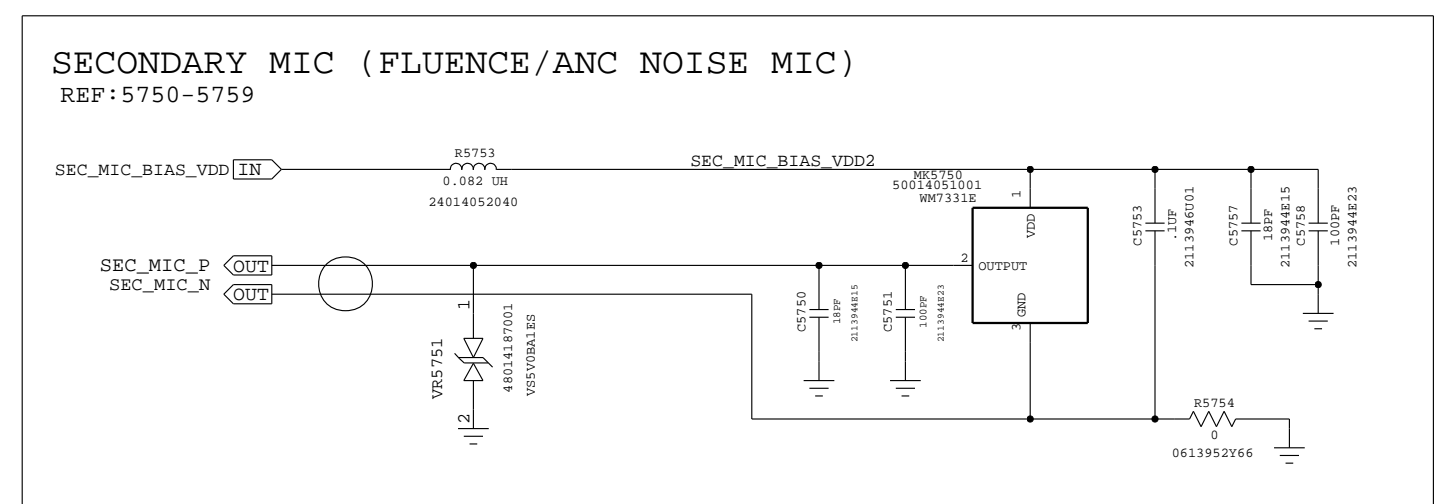 SECONDARY MIC (FLUENCE/ANC NOISE MIC)
REF:5750-5759
SEC_MIC_BIAS_VDD IN
R5753
0.082 UH
24014052040
SEC_MIC_BIAS_VDD2
MK5750
50014051001
WM7331E
1
VDD
2
OUTPUT
GND
3
C5753
.1UF
2113946U01
C5757
18PF
2113944E15
C5758
100PF
2113944E23
SEC_MIC_P OUT
SEC_MIC_N OUT
1
VR5751
48014187001
VS5V0BA1ES
2
C5750
18PF
2113944E15
C5751
100PF
2113944E23
R5754
0
0613952Y66